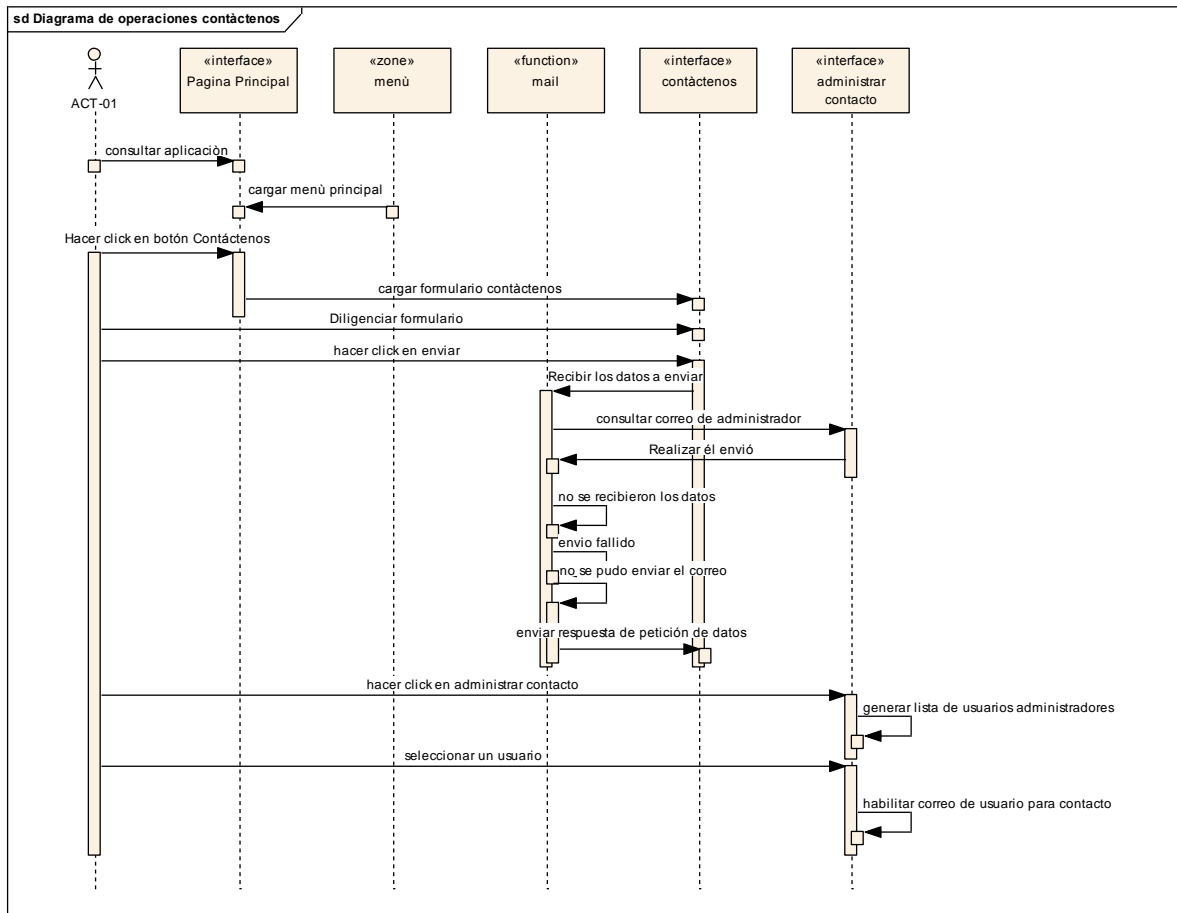 sd Diagrama de operaciones contàctenos
ACT-01
«interface»
Pagina Principal
«zone»
menù
«function»
mail
«interface»
contàctenos
«interface»
administrar
contacto
consultar aplicaciòn
cargar menù principal
Hacer click en botón Contáctenos
cargar formulario contàctenos
Diligenciar formulario
hacer click en enviar
Recibir los datos a enviar
consultar correo de administrador
Realizar él envió
no se recibieron los datos
envio fallido
no se pudo enviar el correo
enviar respuesta de petición de datos
hacer click en administrar contacto
generar lista de usuarios administradores
seleccionar un usuario
habilitar correo de usuario para contacto